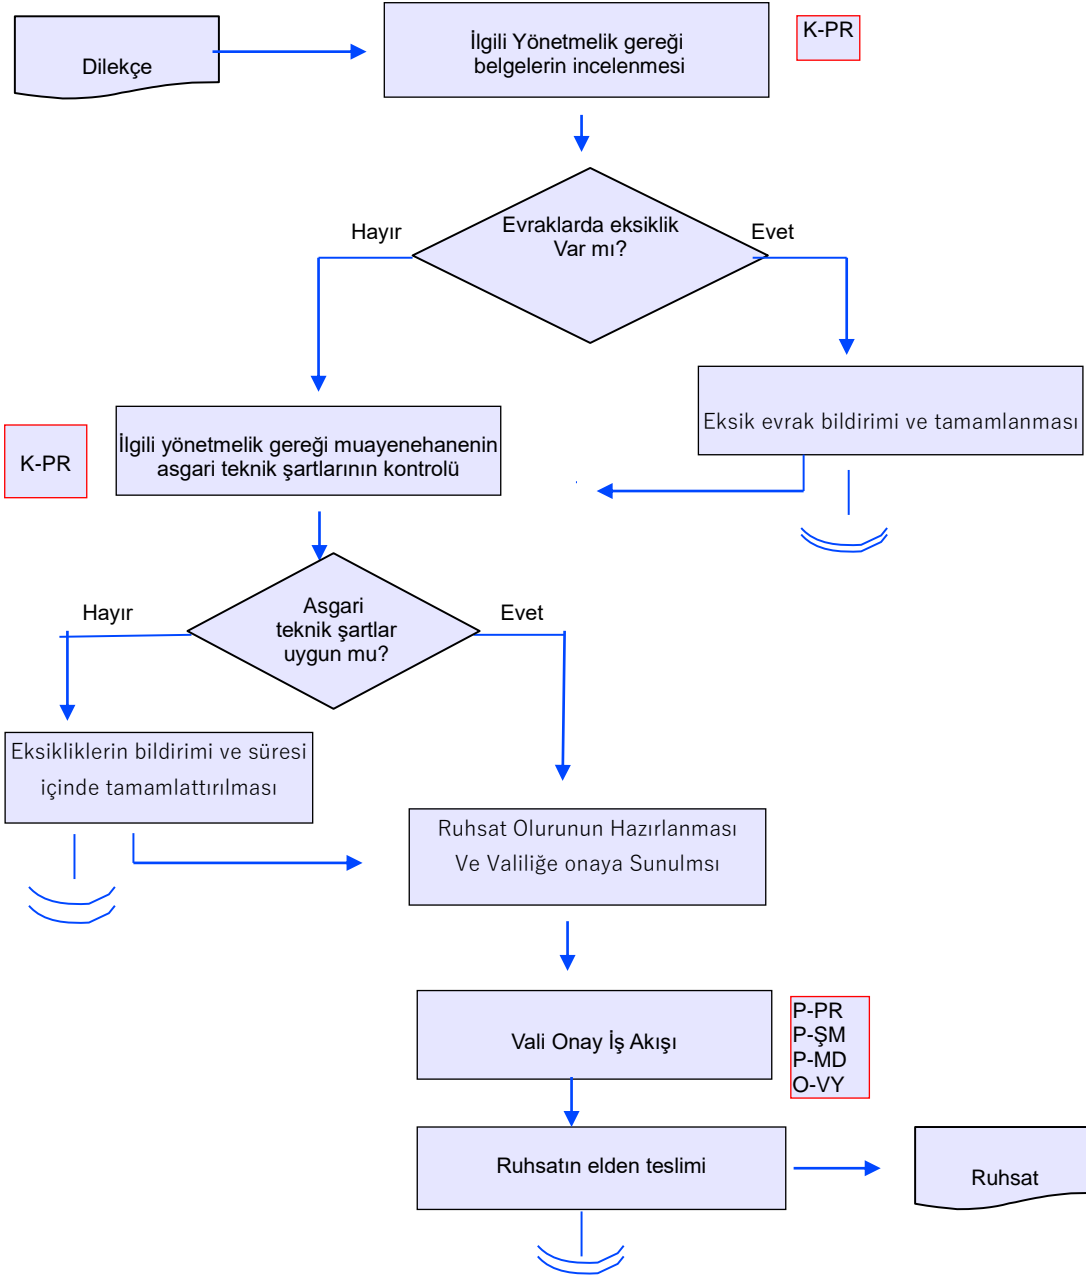 Dilekçe
İlgili Yönetmelik gereği
belgelerin incelenmesi
K-PR
Evraklarda eksiklik
Var mı?
Hayır
Evet
Eksik evrak bildirimi ve tamamlanması
K-PR
İlgili yönetmelik gereği muayenehanenin
asgari teknik şartlarının kontrolü
Hayır
Asgari
teknik şartlar
uygun mu?
Evet
Eksikliklerin bildirimi ve süresi
içinde tamamlattırılması
Ruhsat Olurunun Hazırlanması
Ve Valiliğe onaya Sunulmsı
Vali Onay İş Akışı
P-PR
P-ŞM
P-MD
O-VY
Ruhsatın elden teslimi
Ruhsat